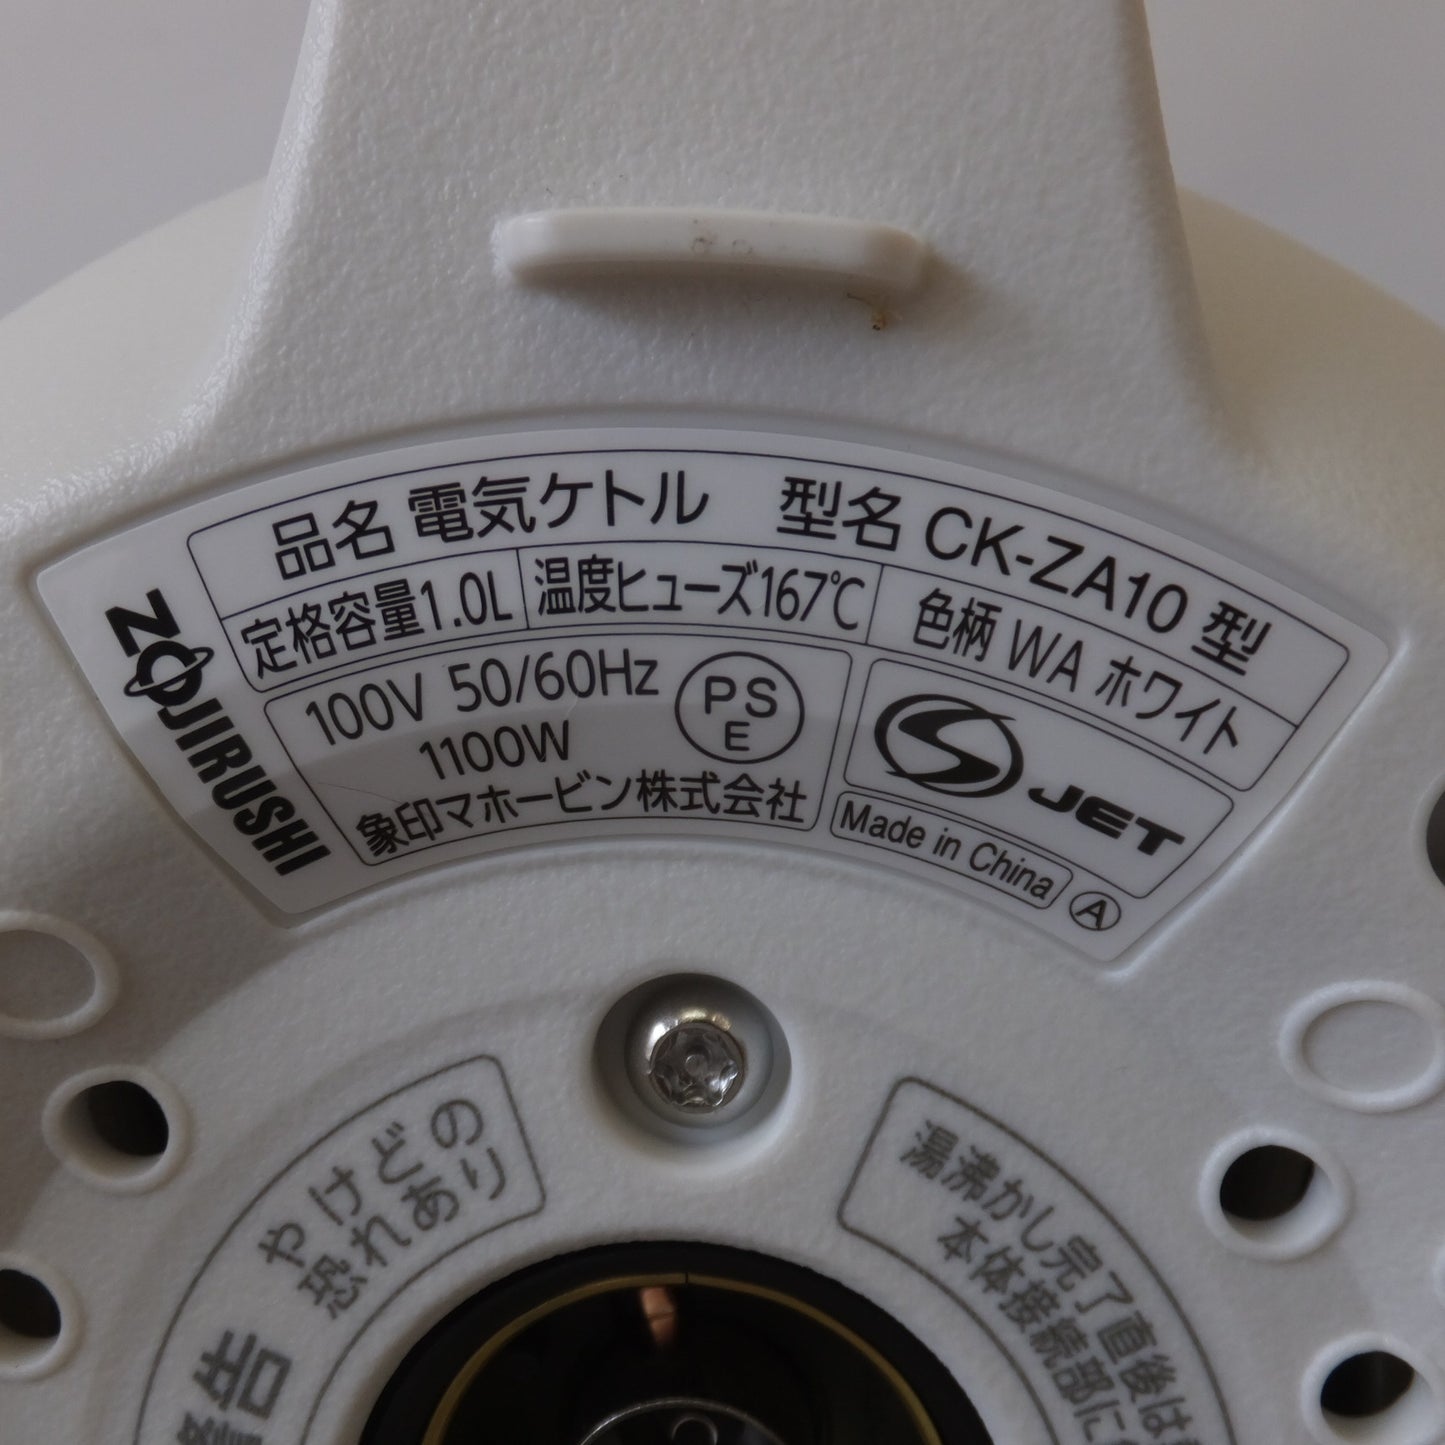 ZOJIRUSHI
品名 電気ケトル 型名 CK-ZA10 型
定格容量1.0L 温度ヒューズ167℃ 色柄 WA ホワイト
100V 50/60Hz
1100W
PS
E
象印マホービン株式会社
S JET
Made in China
A
やけどの
恐れあり
警告
湯沸かし完了直後は
本体接続部に